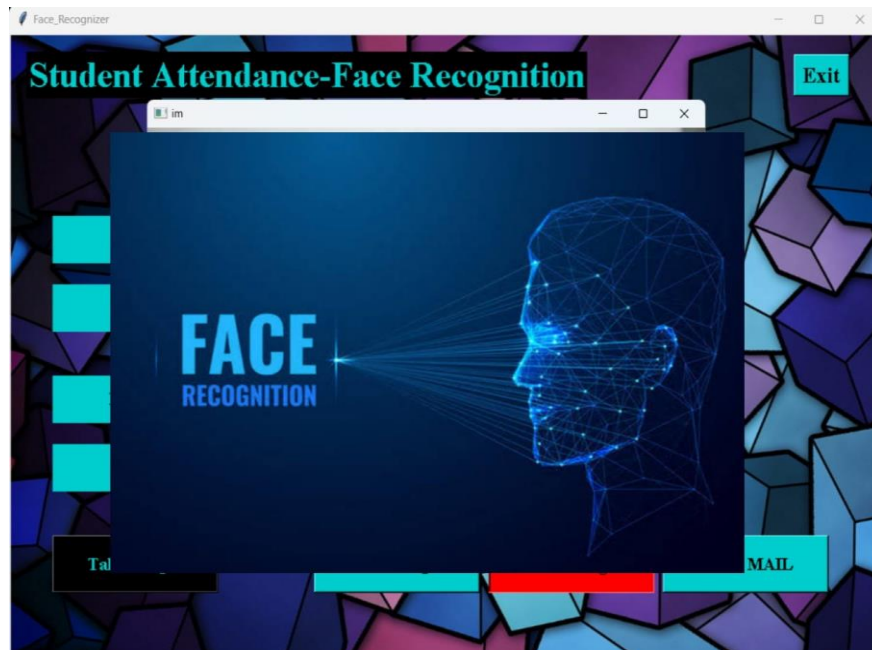 Face_Recognizer
Student Attendance-Face Recognition
Exit
im
FACE
RECOGNITION
MAIL